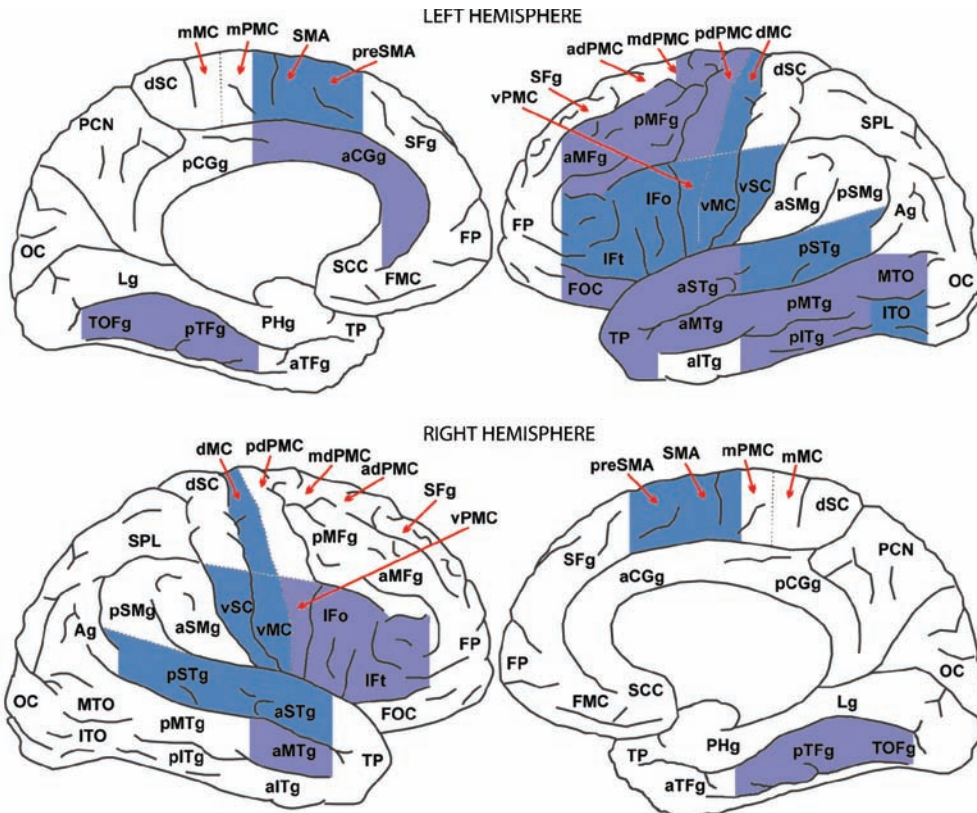 LEFT HEMISPHERE
mMC
mPMC
SMA
preSMA
dSC
PCN
pCGg
aCGg
SFg
FP
OC
Lg
SCC
FMC
TOFg
pTFg
PHg
TP
aTFg
adPMC
mdPMC
pdPMC
dMC
SFg
vPMC
dSC
SPL
pMFg
aMFg
IFo
vMC
vSC
aSMg
pSMg
Ag
FP
IFt
pSTg
FOC
aSTg
MTO
OC
pMTg
aMTg
ITO
TP
pITg
aITg
RIGHT HEMISPHERE
dMC
pdPMC
mdPMC
adPMC
SFg
vPMC
dSC
SPL
pMFg
aMFg
pSMg
aSMg
vSC
vMC
IFo
Ag
FP
pSTg
IFt
OC
MTO
aSTg
FOC
ITO
pMTg
aMTg
TP
pITg
aITg
preSMA
SMA
mPMC
mMC
dSC
SFg
PCN
aCGg
pCGg
FP
OC
SCC
FMC
Lg
TP
PHg
pTFg
TOFg
aTFg